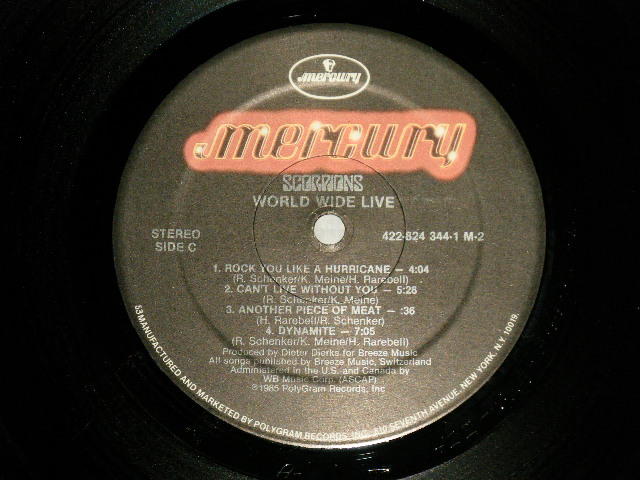 mercury
mercury
SCORPIONS
WORLD WIDE LIVE
STEREO
SIDE C
422-824 344-1 M-2
1. ROCK YOU LIKE A HURRICANE — 4:04
(R. Schenker/K. Meine/H. Rarebell)
2. CAN'T LIVE WITHOUT YOU — 5:28
(R. Schenker/K. Meine)
3. ANOTHER PIECE OF MEAT — :36
(H. Rarebell/R. Schenker)
4. DYNAMITE — 7:05
(R. Schenker/K. Meine/H. Rarebell)
Produced by Dieter Dierks for Breeze Music
All songs published by Breeze Music, Switzerland
Administered in the U.S. and Canada by
WB Music Corp. (ASCAP)
℗1985 PolyGram Records, Inc
53 MANUFACTURED AND MARKETED BY POLYGRAM RECORDS, INC. 810 SEVENTH AVENUE, NEW YORK, N.Y. 10019.